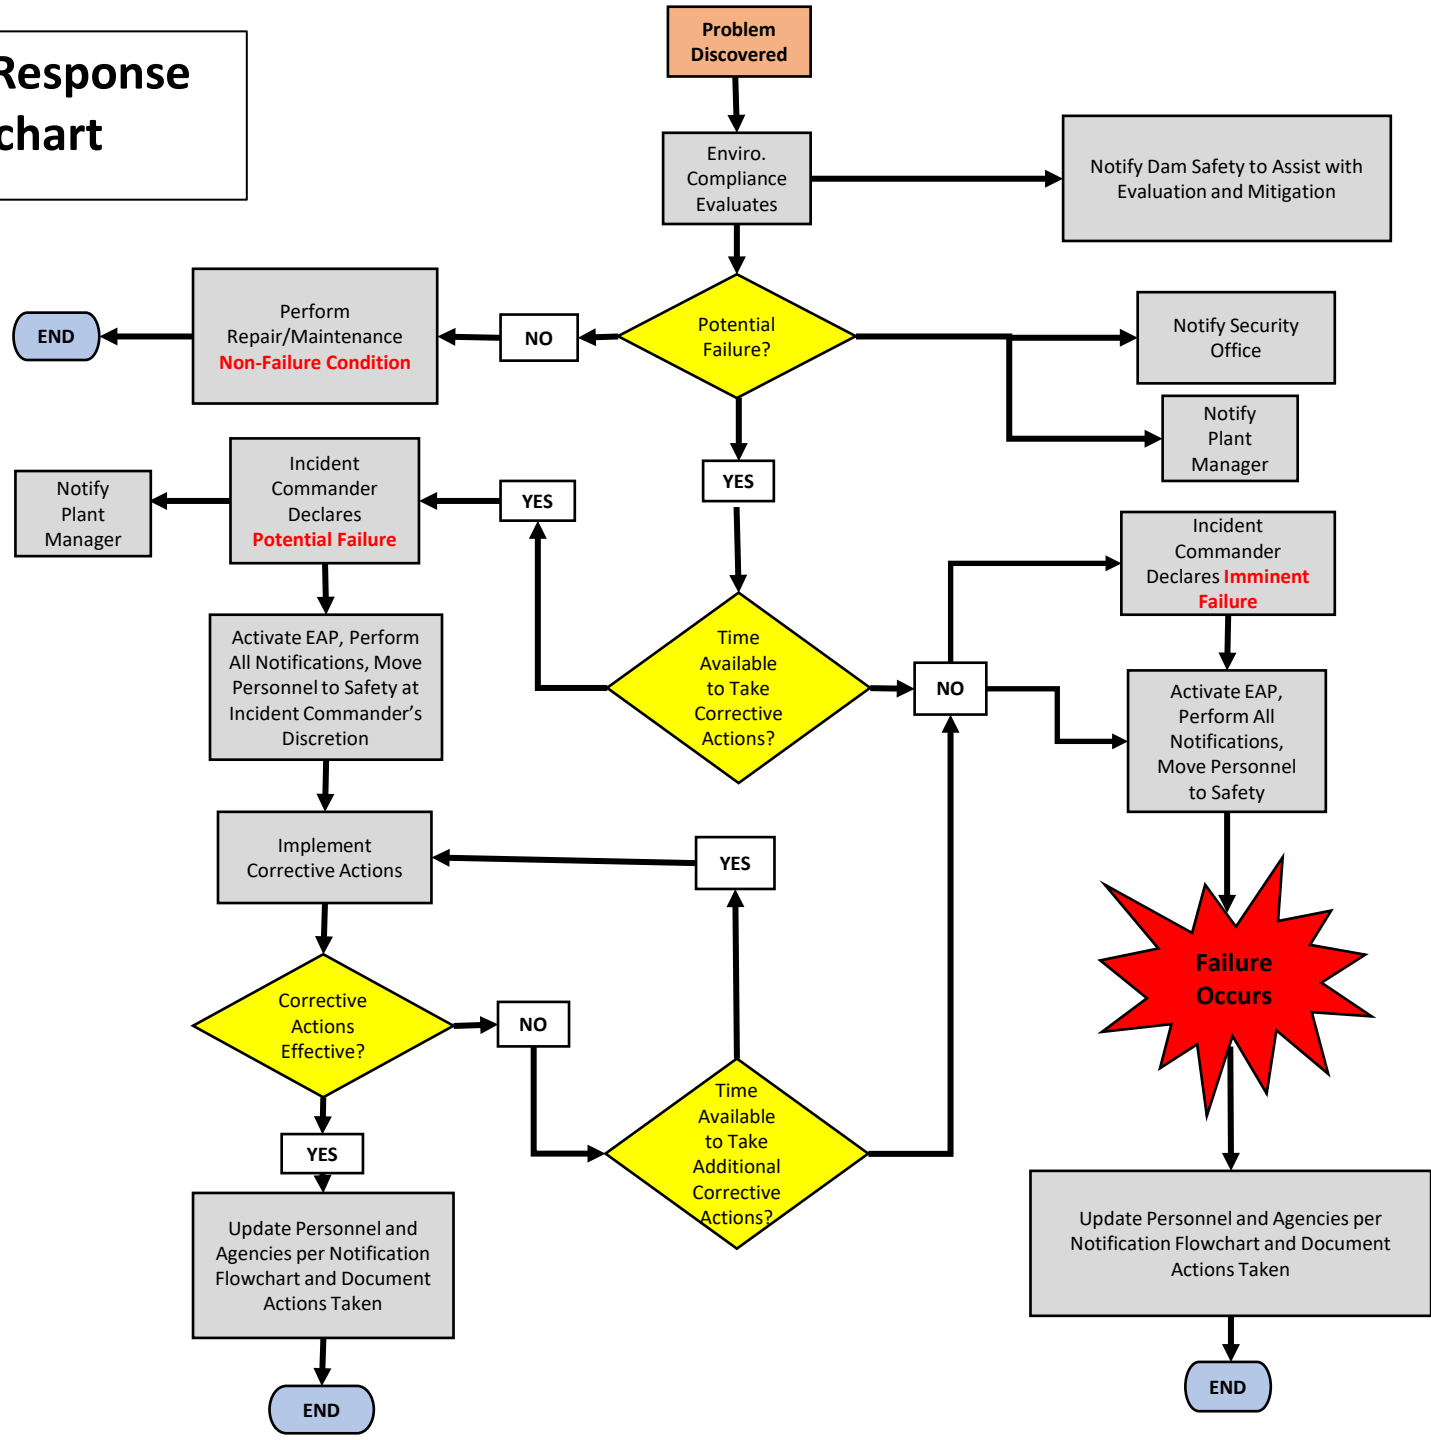 Response
chart
Problem
Discovered
Enviro.
Compliance
Evaluates
Notify Dam Safety to Assist with
Evaluation and Mitigation
END
Perform
Repair/Maintenance
Non-Failure Condition
NO
Potential
Failure?
Notify Security
Office
Notify
Plant
Manager
YES
Notify
Plant
Manager
Incident
Commander
Declares
Potential Failure
YES
Incident
Commander
Declares Imminent
Failure
Activate EAP, Perform
All Notifications, Move
Personnel to Safety at
Incident Commander’s
Discretion
Time
Available
to Take
Corrective
Actions?
NO
Activate EAP,
Perform All
Notifications,
Move Personnel
to Safety
Implement
Corrective Actions
YES
Failure
Occurs
Corrective
Actions
Effective?
NO
Time
Available
to Take
Additional
Corrective
Actions?
YES
Update Personnel and
Agencies per Notification
Flowchart and Document
Actions Taken
Update Personnel and Agencies per
Notification Flowchart and Document
Actions Taken
END
END